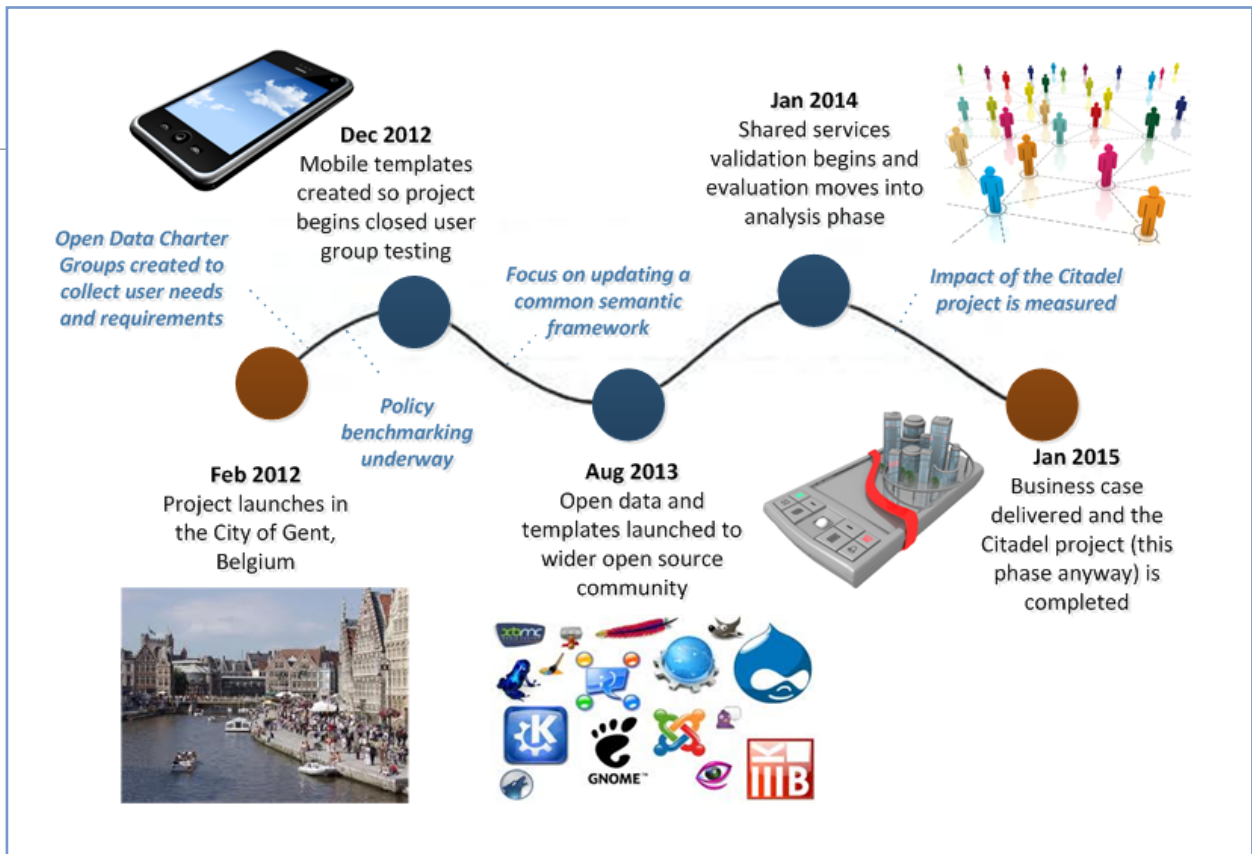 Dec 2012
Mobile templates
created so project
begins closed user
group testing
Jan 2014
Shared services
validation begins and
evaluation moves into
analysis phase
Open Data Charter
Groups created to
collect user needs
and requirements
Focus on updating a
common semantic
framework
Impact of the Citadel
project is measured
Policy
benchmarking
underway
Feb 2012
Project launches in
the City of Gent,
Belgium
Aug 2013
Open data and
templates launched to
wider open source
community
Jan 2015
Business case
delivered and the
Citadel project (this
phase anyway) is
completed
xbmc
K
GNOME™
K
B